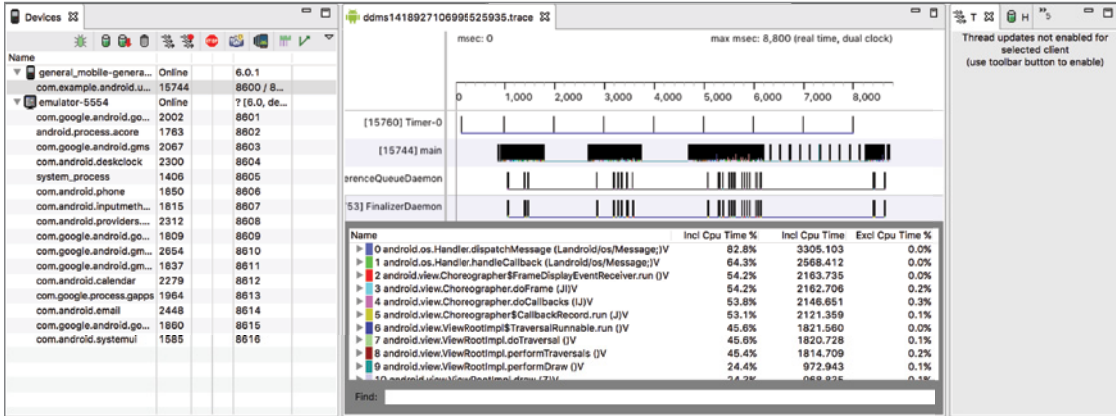 Devices
Name
general_mobile-genera... Online 6.0.1
com.example.android.u... 15744 8600 / 8...
emulator-5554 Online ? [6.0, de...
com.google.android.go... 2002 8601
android.process.acore 1763 8602
com.google.android.gms 2067 8603
com.android.deskclock 2300 8604
system_process 1406 8605
com.android.phone 1850 8606
com.android.inputmeth... 1815 8607
com.android.providers.... 2312 8608
com.google.android.go... 1809 8609
com.google.android.gm... 2654 8610
com.google.android.gm... 1837 8611
com.android.calendar 2279 8612
com.google.process.gapps 1964 8613
com.android.email 2448 8614
com.google.android.go... 1860 8615
com.android.systemui 1585 8616
ddms1418927106995525935.trace
msec: 0 max msec: 8,800 (real time, dual clock)
0 1,000 2,000 3,000 4,000 5,000 6,000 7,000 8,000
[15760] Timer-0
[15744] main
erenceQueueDaemon
'53] FinalizerDaemon
Name Incl Cpu Time % Incl Cpu Time Excl Cpu Time %
0 android.os.Handler.dispatchMessage (Landroid/os/Message;)V 82.8% 3305.103 0.0%
1 android.os.Handler.handleCallback (Landroid/os/Message;)V 64.3% 2568.412 0.0%
2 android.view.Choreographer$FrameDisplayEventReceiver.run ()V 54.2% 2163.735 0.0%
3 android.view.Choreographer.doFrame (JI)V 54.2% 2162.706 0.2%
4 android.view.Choreographer.doCallbacks (IJ)V 53.8% 2146.651 0.3%
5 android.view.Choreographer$CallbackRecord.run (J)V 53.1% 2121.359 0.1%
6 android.view.ViewRootImpl$TraversalRunnable.run ()V 45.6% 1821.560 0.0%
7 android.view.ViewRootImpl.doTraversal ()V 45.6% 1820.728 0.1%
8 android.view.ViewRootImpl.performTraversals ()V 45.4% 1814.709 0.2%
9 android.view.ViewRootImpl.performDraw ()V 24.4% 972.943 0.1%
10 android.view.ViewRootImpl.draw (Z)V 24.2% 968.835 0.1%
Find:
T H »5
Thread updates not enabled for
selected client
(use toolbar button to enable)